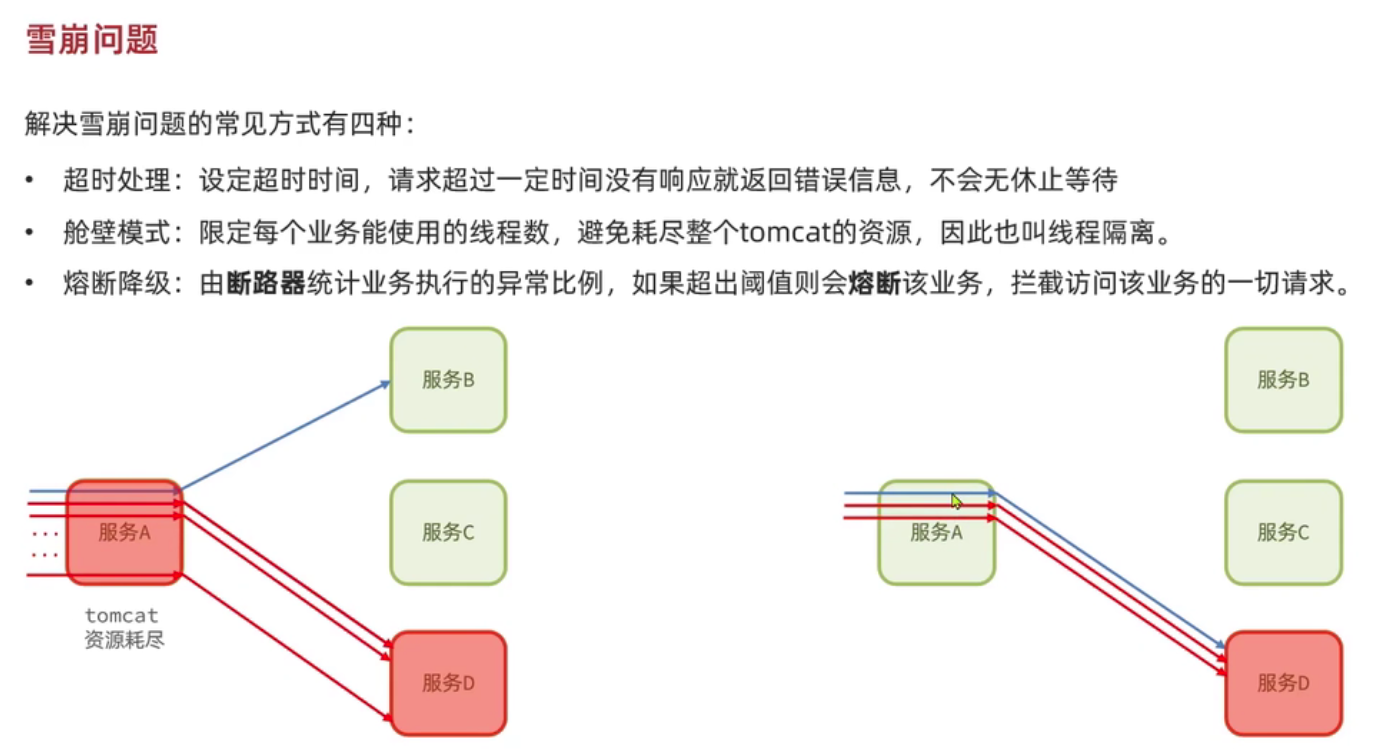 雪崩问题
解决雪崩问题的常见方式有四种：
• 超时处理：设定超时时间，请求超过一定时间没有响应就返回错误信息，不会无休止等待
• 舱壁模式：限定每个业务能使用的线程数，避免耗尽整个tomcat的资源，因此也叫线程隔离。
• 熔断降级：由断路器统计业务执行的异常比例，如果超出阈值则会熔断该业务，拦截访问该业务的一切请求。
服务B
服务A
...
...
服务C
tomcat
资源耗尽
服务D
服务B
服务A
服务C
服务D